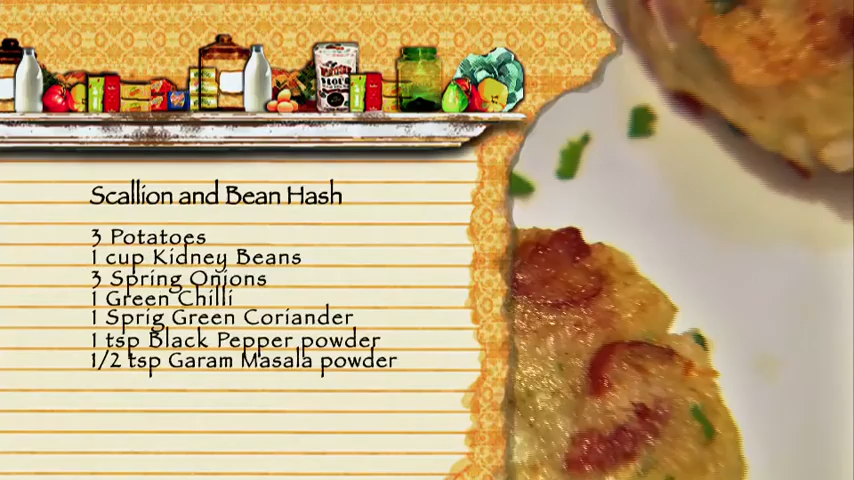 Scallion and Bean Hash
3 Potatoes
1 cup Kidney Beans
3 Spring Onions
1 Green Chilli
1 Sprig Green Coriander
1 tsp Black Pepper powder
1/2 tsp Garam Masala powder
FLOUR